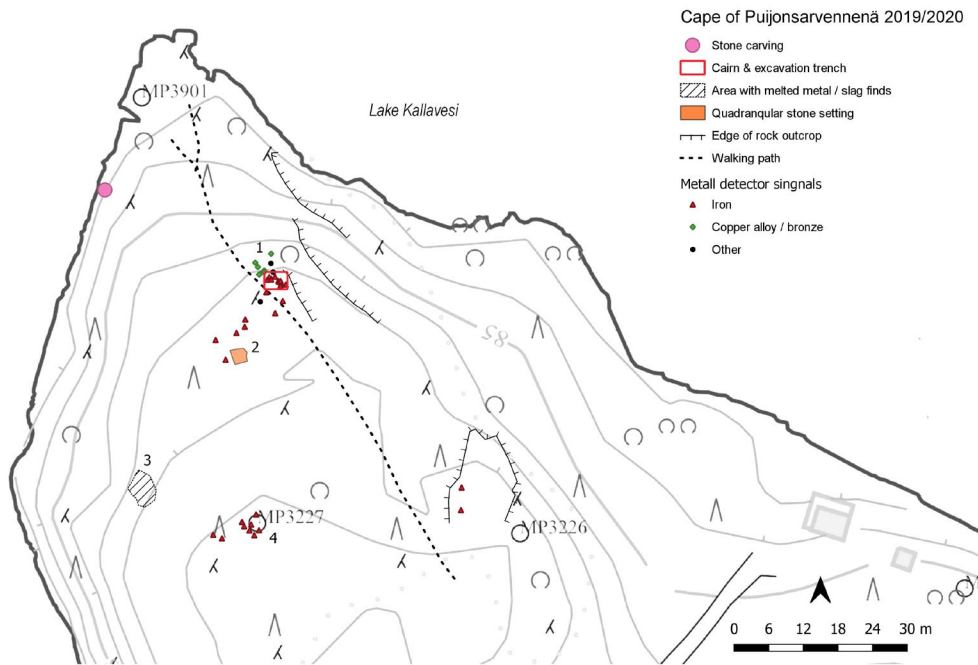 Cape of Puijonsarvennenä 2019/2020
Stone carving
Cairn & excavation trench
Area with melted metal / slag finds
Quadranqular stone setting
Edge of rock outcrop
Walking path
Metall detector singnals
Iron
Copper alloy / bronze
Other
MP3901
Lake Kallavesi
1
2
85
3
MP3227
4
MP3226
0 6 12 18 24 30 m